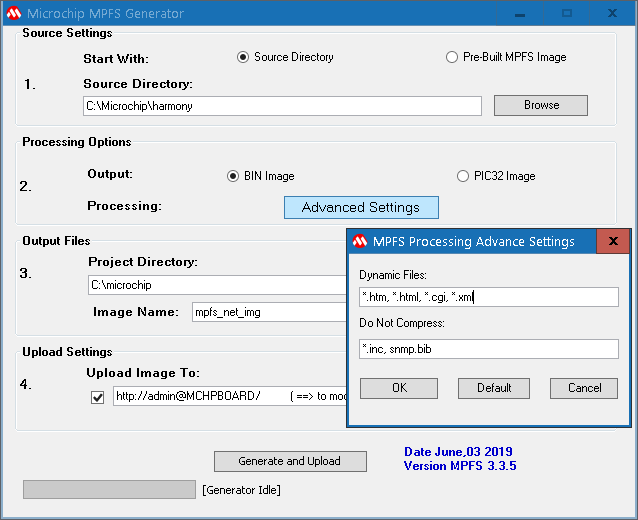 Microchip MPFS Generator
Source Settings
Start With:
Source Directory
Pre-Built MPFS Image
1.
Source Directory:
C:\Microchip\harmony
Browse
Processing Options
2.
Output:
BIN Image
PIC32 Image
Processing:
Advanced Settings
Output Files
3.
Project Directory:
C:\microchip
Image Name:
mpfs_net_img
MPFS Processing Advance Settings
Dynamic Files:
*.htm, *.html, *.cgi, *.xml
Do Not Compress:
*.inc, snmp.bib
OK
Default
Cancel
Upload Settings
4.
Upload Image To:
http://admin@MCHPBOARD/ ( ==> to mod
Generate and Upload
Date June,03 2019
Version MPFS 3.3.5
[Generator Idle]